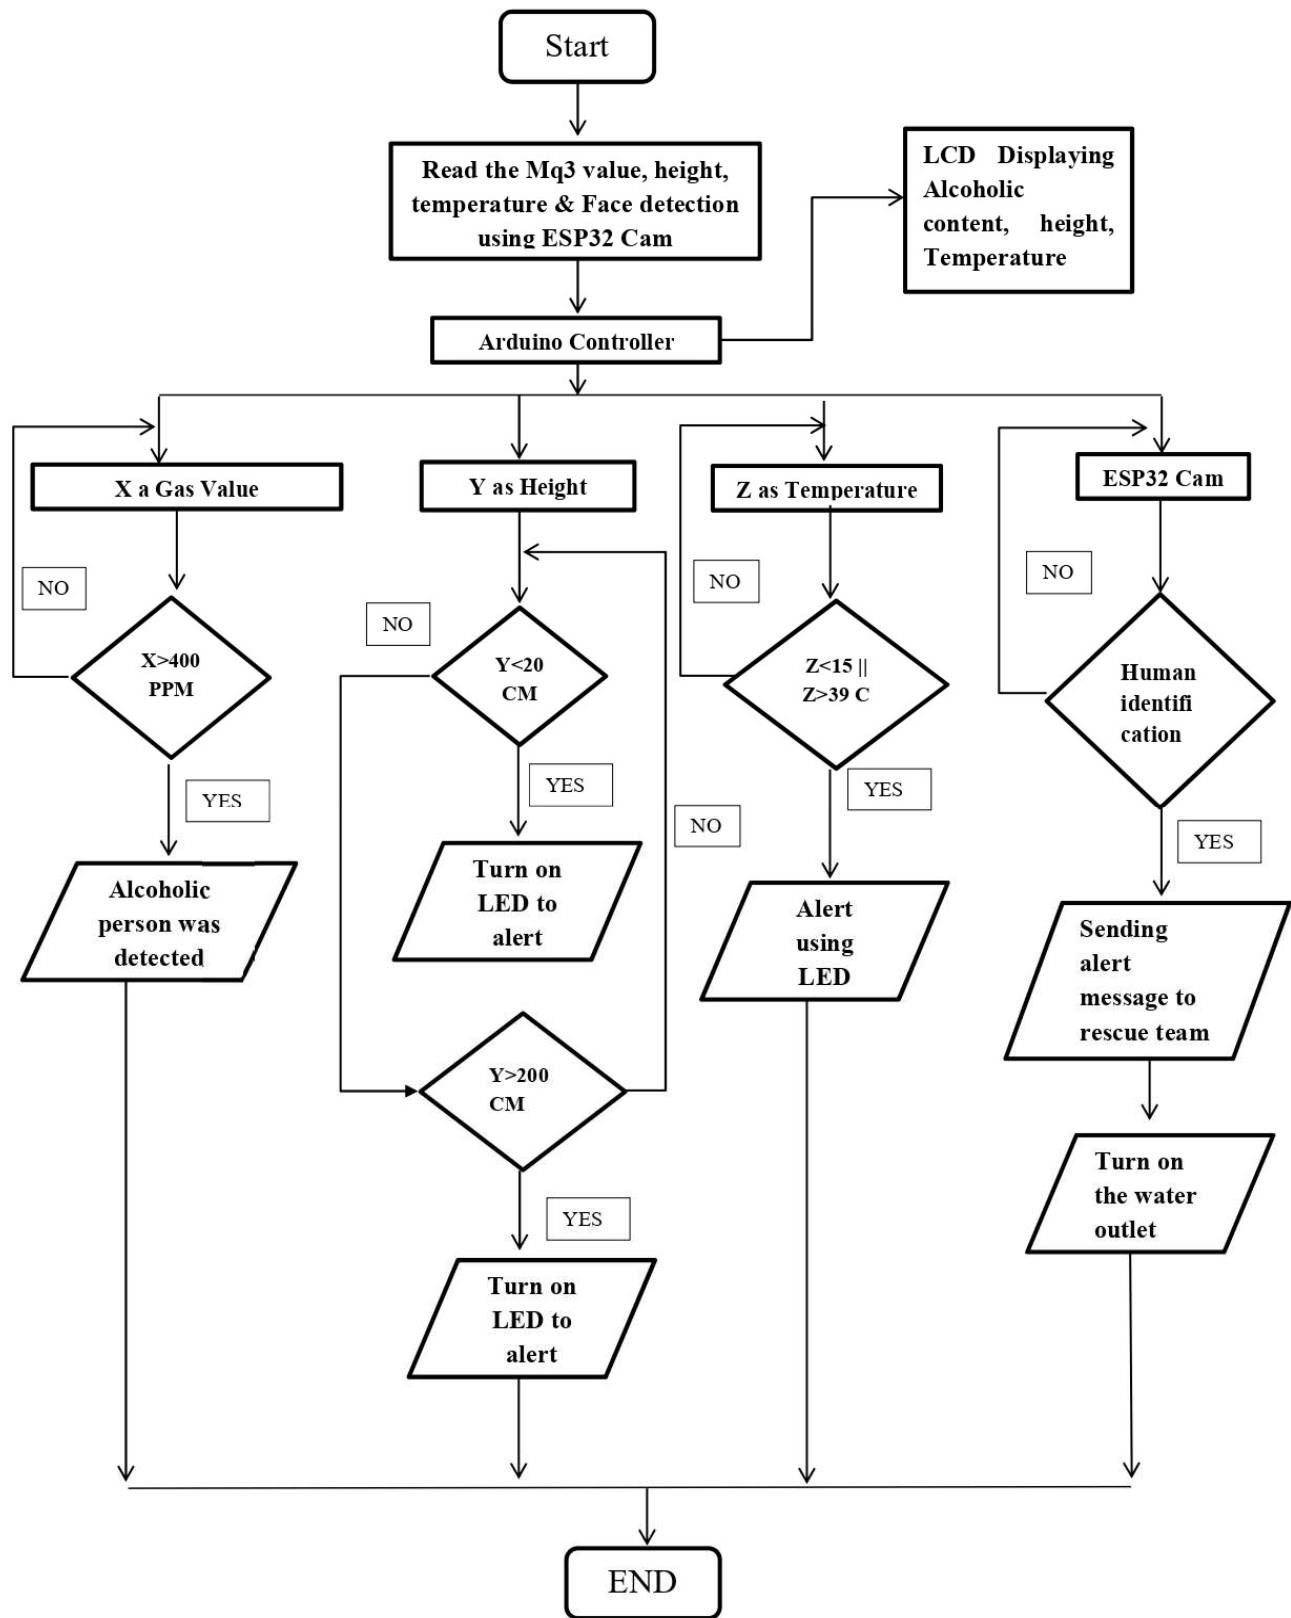 Start
Read the Mq3 value, height,
temperature & Face detection
using ESP32 Cam
LCD Displaying
Alcoholic
content, height,
Temperature
Arduino Controller
X a Gas Value
Y as Height
Z as Temperature
ESP32 Cam
NO
NO
NO
NO
X>400
PPM
Y<20
CM
Z<15 ||
Z>39 C
Human
identifi
cation
YES
YES
YES
NO
YES
Alcoholic
person was
detected
Turn on
LED to
alert
Alert
using
LED
Sending
alert
message to
rescue team
Y>200
CM
Turn on
the water
outlet
YES
Turn on
LED to
alert
END